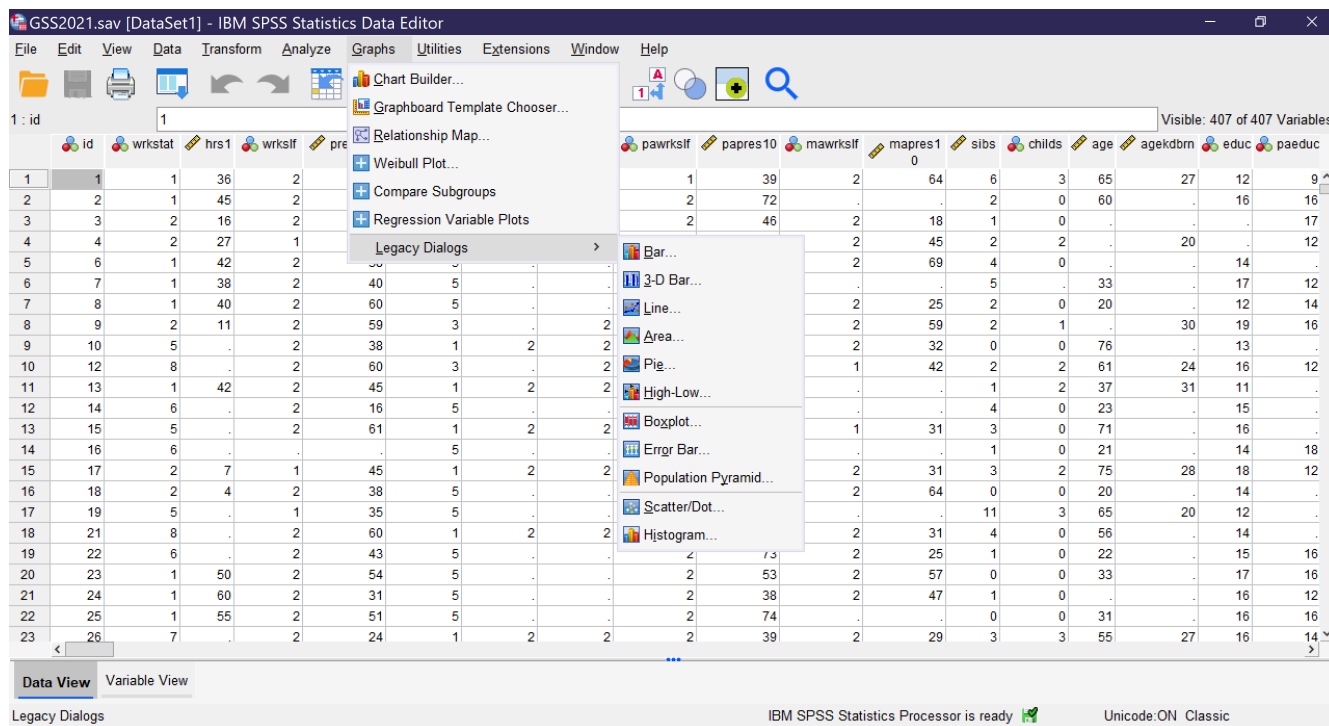 GSS2021.sav [DataSet1] - IBM SPSS Statistics Data Editor
File Edit View Data Transform Analyze Graphs Utilities Extensions Window Help
Chart Builder...
Graphboard Template Chooser...
Relationship Map...
Weibull Plot...
Compare Subgroups
Regression Variable Plots
Legacy Dialogs >
Bar...
3-D Bar...
Line...
Area...
Pie...
High-Low...
Boxplot...
Error Bar...
Population Pyramid...
Scatter/Dot...
Histogram...
A
1
1 : id 1 Visible: 407 of 407 Variables
id wrkstat hrs1 wrkslf pre pawrkslf papres10 mawrkslf mapres1 0 sibs childs age agekdbrn educ paeduc
1 1 1 36 2 1 39 2 64 6 3 65 27 12 9
2 2 1 45 2 2 72 . . 2 0 60 . 16 16
3 3 2 16 2 2 46 2 18 1 0 . . . 17
4 4 2 27 1 2 45 2 2 . 20 . 12
5 6 1 42 2 2 69 4 0 . . 14 .
6 7 1 38 2 40 5 . . . . 5 . 33 . 17 12
7 8 1 40 2 60 5 . . 2 25 2 0 20 . 12 14
8 9 2 11 2 59 3 . 2 2 59 2 1 . 30 19 16
9 10 5 . 2 38 1 2 2 2 32 0 0 76 . 13 .
10 12 8 . 2 60 3 . 2 1 42 2 2 61 24 16 12
11 13 1 42 2 45 1 2 2 . . 1 2 37 31 11 .
12 14 6 . 2 16 5 . . . . 4 0 23 . 15 .
13 15 5 . 2 61 1 2 2 1 31 3 0 71 . 16 .
14 16 6 . . . 5 . . . . 1 0 21 . 14 18
15 17 2 7 1 45 1 2 2 2 31 3 2 75 28 18 12
16 18 2 4 2 38 5 . . 2 64 0 0 20 . 14 .
17 19 5 . 1 35 5 . . . . 11 3 65 20 12 .
18 21 8 . 2 60 1 2 2 2 31 4 0 56 . 14 .
19 22 6 . 2 43 5 . . 2 73 2 25 1 0 22 . 15 16
20 23 1 50 2 54 5 . . 2 53 2 57 0 0 33 . 17 16
21 24 1 60 2 31 5 . . 2 38 2 47 1 0 . . 16 12
22 25 1 55 2 51 5 . . 2 74 . . 0 0 31 . 16 16
23 26 7 . 2 24 1 2 2 2 39 2 29 3 3 55 27 16 14
Data View Variable View
Legacy Dialogs IBM SPSS Statistics Processor is ready Unicode:ON Classic